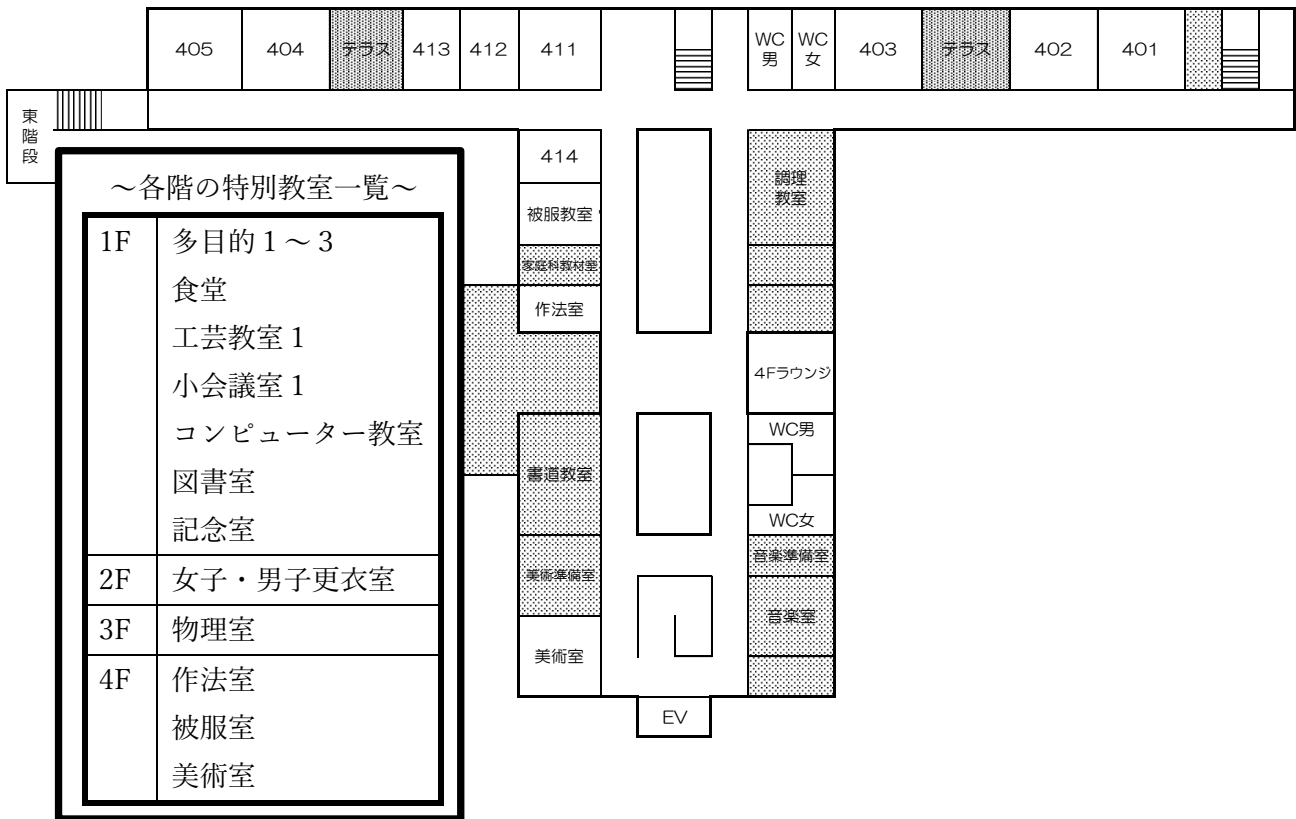 405
404
テラス
413
412
411
WC
男
WC
女
403
テラス
402
401
東
階
段
414
調理
教室
被服教室
家庭科教材室
作法室
4Fラウンジ
WC男
書道教室
WC女
音楽準備室
美術準備室
音楽室
美術室
EV
～各階の特別教室一覧～
1F 多目的1～3
食堂
工芸教室1
小会議室1
コンピューター教室
図書室
記念室
2F 女子・男子更衣室
3F 物理室
4F 作法室
被服室
美術室